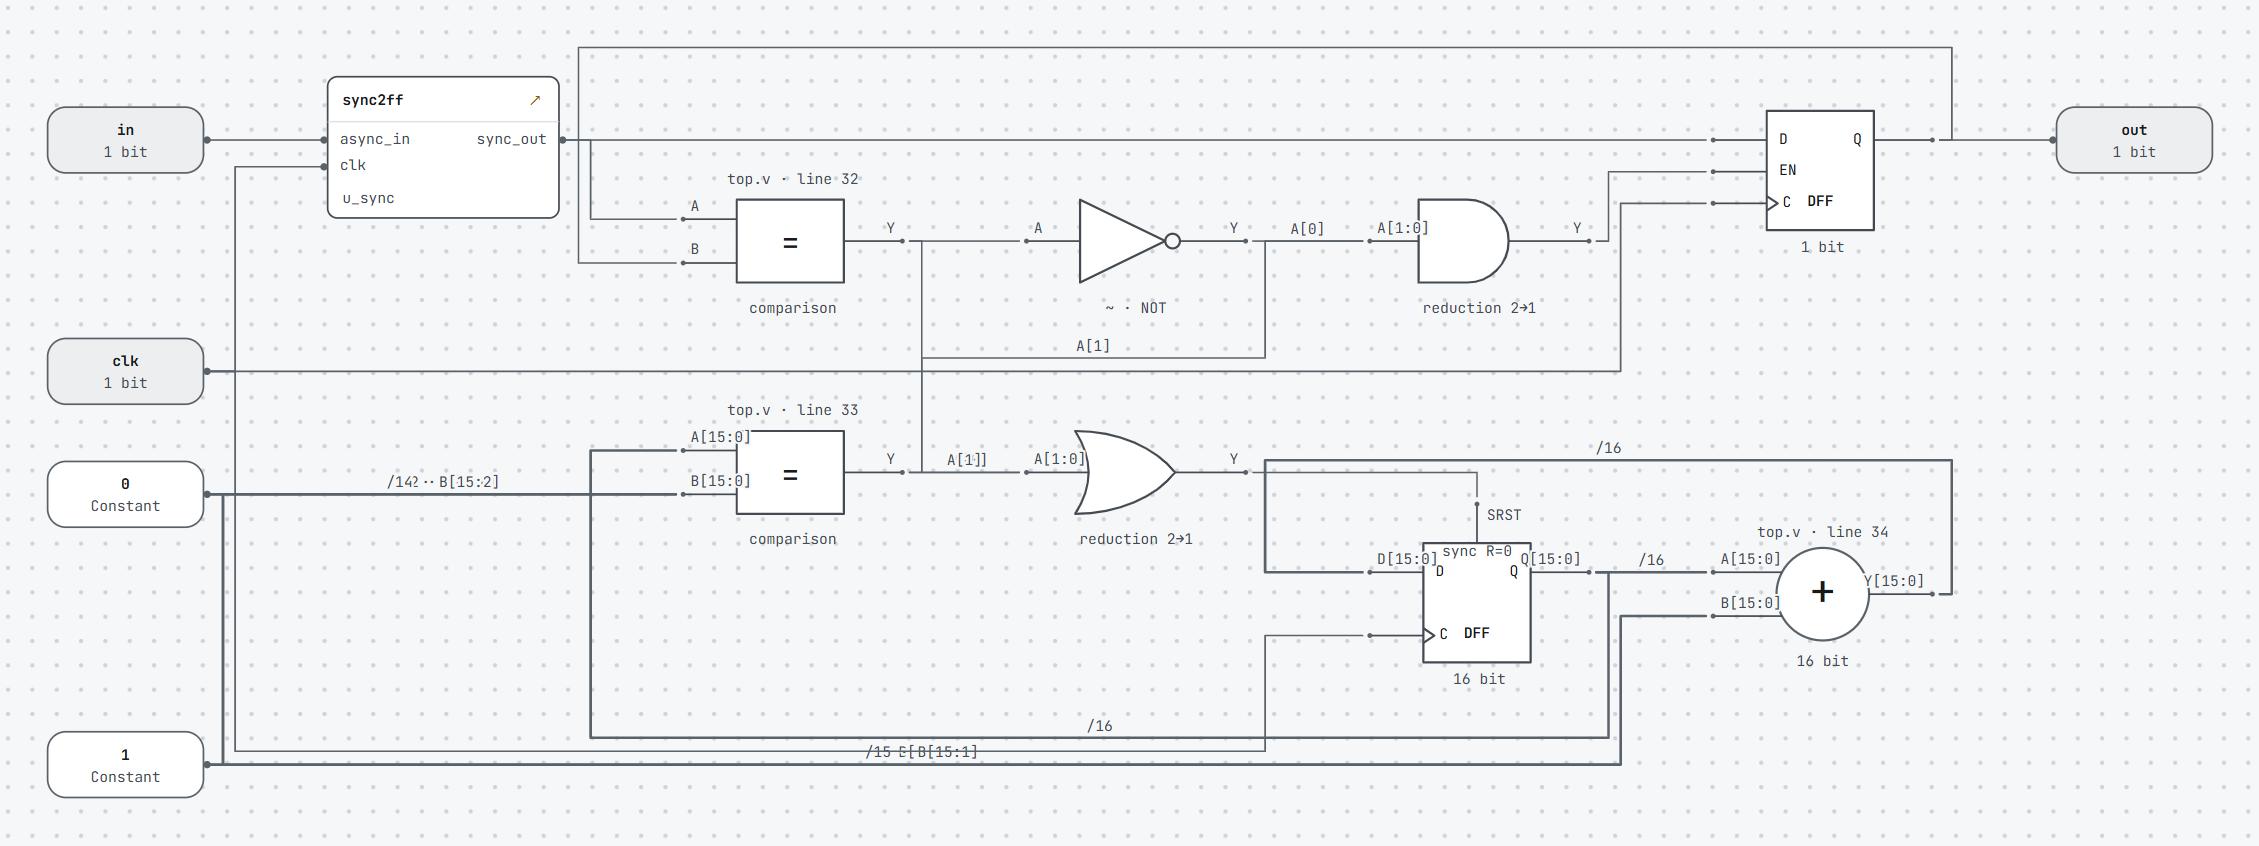 sync2ff ↗
in
1 bit
async_in sync_out
clk
u_sync
top.v · line 32
A
B
=
Y
comparison
A
Y
~ · NOT
A[0]
A[1:0]
Y
reduction 2→1
D Q
EN
C DFF
1 bit
out
1 bit
A[1]
clk
1 bit
top.v · line 33
A[15:0]
B[15:0]
=
Y
comparison
A[1:0]
Y
reduction 2→1
/16
0
Constant
B[15:2]
SRST
sync R=0
D[15:0]
D Q
Q[15:0]
C DFF
16 bit
/16
top.v · line 34
A[15:0]
B[15:0]
+
Y[15:0]
16 bit
/16
/15
B[15:1]
1
Constant